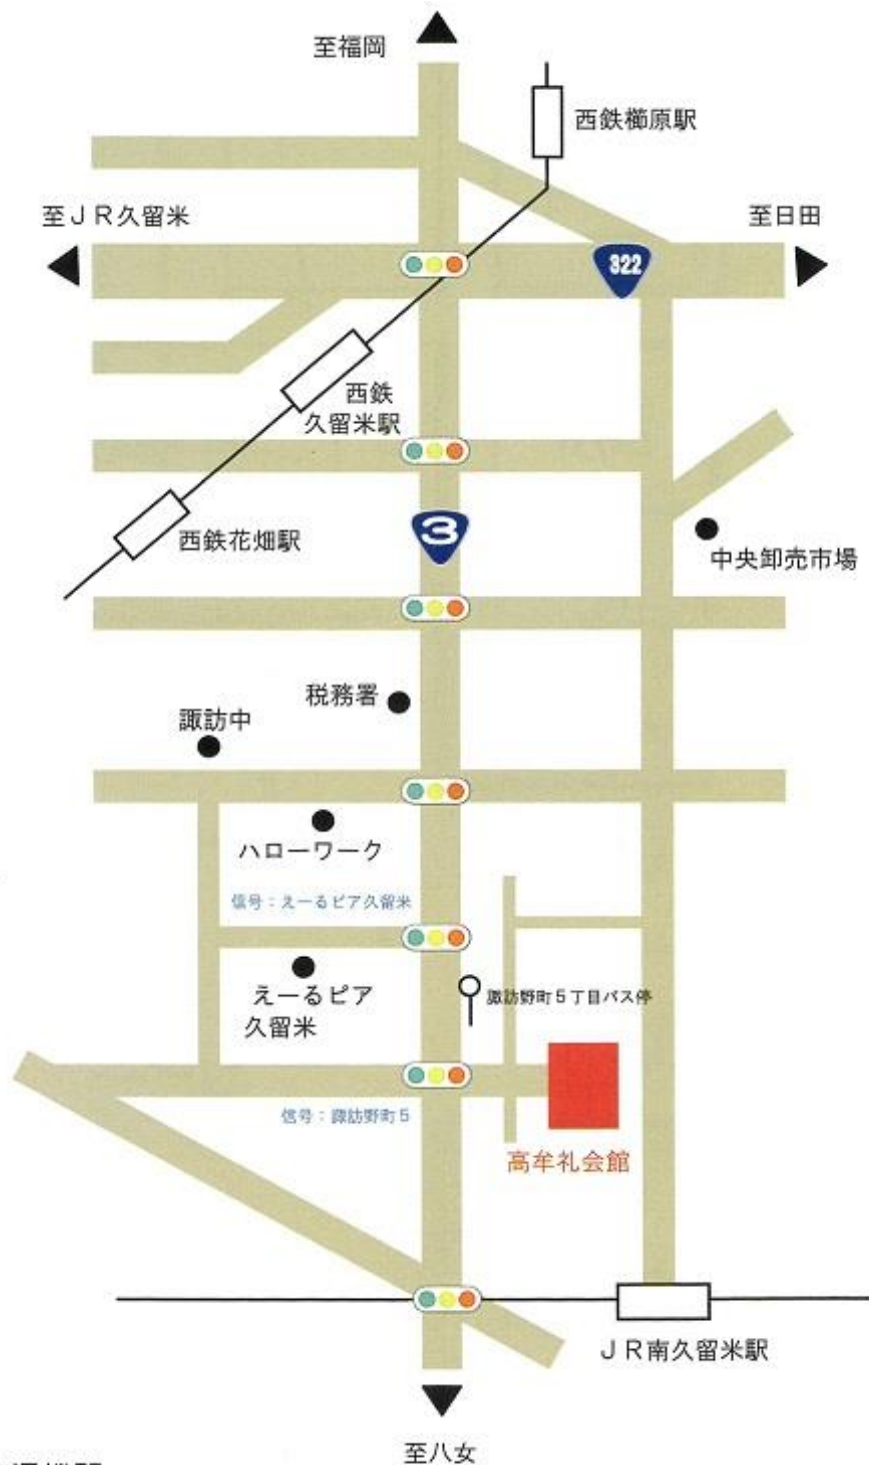 至福岡
西鉄櫛原駅
至ＪＲ久留米
至日田
322
西鉄
久留米駅
西鉄花畑駅
3
中央卸売市場
税務署
諏訪中
ハローワーク
信号：えーるピア久留米
えーるピア
久留米
諏訪野町５丁目バス停
信号：諏訪野町５
高牟礼会館
ＪＲ南久留米駅
至八女